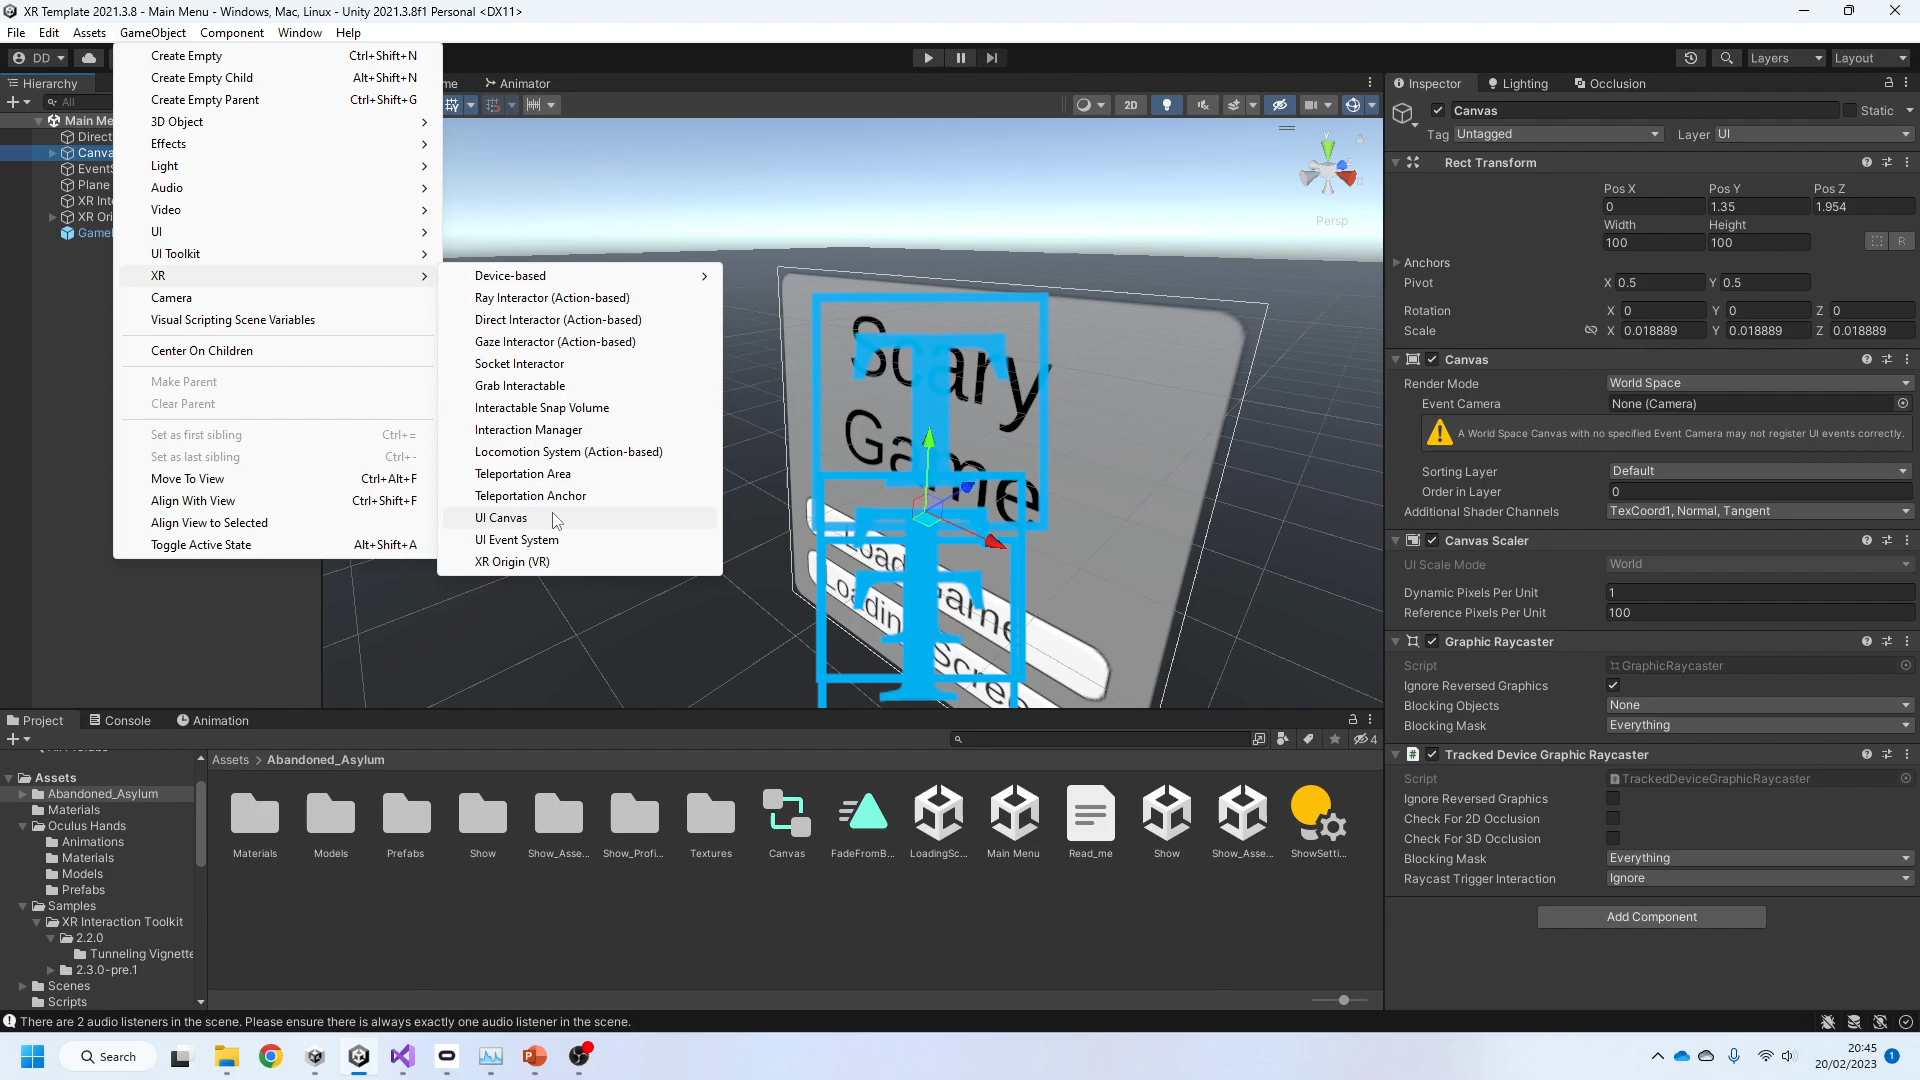 XR Template 2021.3.8 - Main Menu - Windows, Mac, Linux - Unity 2021.3.8f1 Personal <DX11>
File Edit Assets GameObject Component Window Help
DD
Layers Layout
Create Empty Ctrl+Shift+N
Create Empty Child Alt+Shift+N
Create Empty Parent Ctrl+Shift+G
3D Object
Effects
Light
Audio
Video
UI
UI Toolkit
XR
Camera
Visual Scripting Scene Variables
Center On Children
Make Parent
Clear Parent
Set as first sibling Ctrl+=
Set as last sibling Ctrl+-
Move To View Ctrl+Alt+F
Align With View Ctrl+Shift+F
Align View to Selected
Toggle Active State Alt+Shift+A
Device-based
Ray Interactor (Action-based)
Direct Interactor (Action-based)
Gaze Interactor (Action-based)
Socket Interactor
Grab Interactable
Interactable Snap Volume
Interaction Manager
Locomotion System (Action-based)
Teleportation Area
Teleportation Anchor
UI Canvas
UI Event System
XR Origin (VR)
Hierarchy
All
Main Me
Direct
Canva
EventS
Plane
XR Inte
XR Ori
GameI
me Animator
2D
y
Persp
Scary
Game
Load Game
Loading Scre
Inspector Lighting Occlusion
Canvas Static
Tag Untagged Layer UI
Rect Transform
Pos X Pos Y Pos Z
0 1.35 1.954
Width Height
100 100 R
Anchors
Pivot X 0.5 Y 0.5
Rotation X 0 Y 0 Z 0
Scale X 0.018889 Y 0.018889 Z 0.018889
Canvas
Render Mode World Space
Event Camera None (Camera)
A World Space Canvas with no specified Event Camera may not register UI events correctly.
Sorting Layer Default
Order in Layer 0
Additional Shader Channels TexCoord1, Normal, Tangent
Canvas Scaler
UI Scale Mode World
Dynamic Pixels Per Unit 1
Reference Pixels Per Unit 100
Graphic Raycaster
Script GraphicRaycaster
Ignore Reversed Graphics
Blocking Objects None
Blocking Mask Everything
# Tracked Device Graphic Raycaster
Script TrackedDeviceGraphicRaycaster
Ignore Reversed Graphics
Check For 2D Occlusion
Check For 3D Occlusion
Blocking Mask Everything
Raycast Trigger Interaction Ignore
Add Component
Project Console Animation
4
Assets
Abandoned_Asylum
Materials
Oculus Hands
Animations
Materials
Models
Prefabs
Samples
XR Interaction Toolkit
2.2.0
Tunneling Vignette
2.3.0-pre.1
Scenes
Scripts
Assets > Abandoned_Asylum
Materials Models Prefabs Show Show_Asse... Show_Profi... Textures Canvas FadeFromB... LoadingSc... Main Menu Read_me Show Show_Asse... ShowSetti...
There are 2 audio listeners in the scene. Please ensure there is always exactly one audio listener in the scene.
Search
20:45
20/02/2023
1